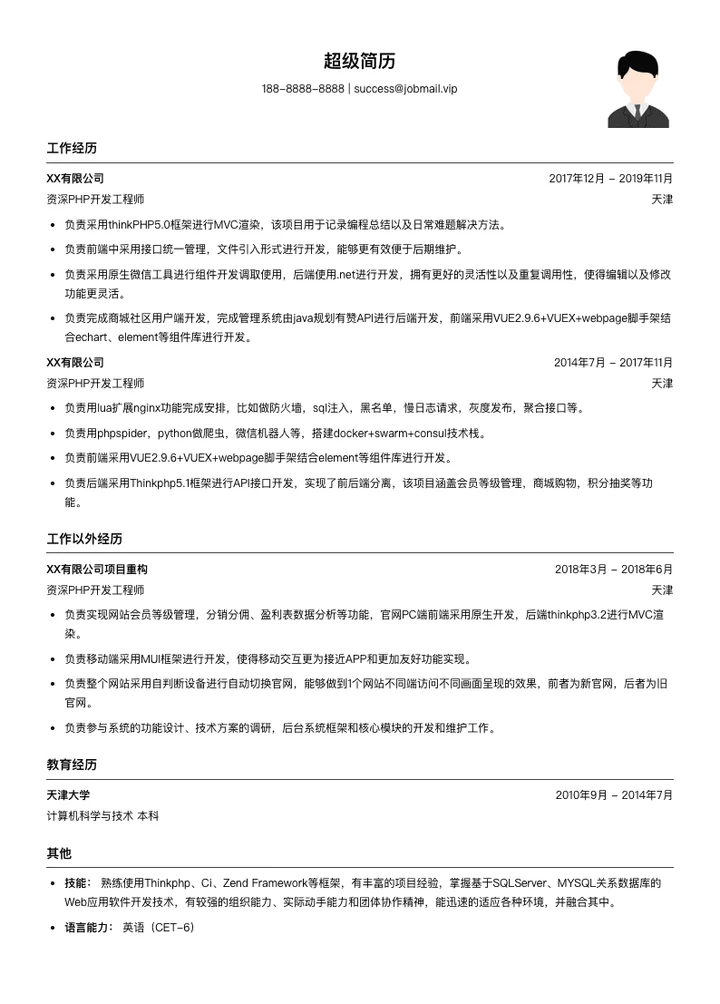 超级简历
188-8888-8888 | success@jobmail.vip
工作经历
XX有限公司 2017年12月 - 2019年11月
资深PHP开发工程师 天津
• 负责采用thinkPHP5.0框架进行MVC渲染，该项目用于记录编程总结以及日常难题解决方法。
• 负责前端中采用接口统一管理，文件引入形式进行开发，能够更有效便于后期维护。
• 负责采用原生微信工具进行组件开发调取使用，后端使用.net进行开发，拥有更好的灵活性以及重复调用性，使得编辑以及修改
功能更灵活。
• 负责完成商城社区用户端开发，完成管理系统由java规划有赞API进行后端开发，前端采用VUE2.9.6+VUEX+webpage脚手架结
合echart、element等组件库进行开发。
XX有限公司 2014年7月 - 2017年11月
资深PHP开发工程师 天津
• 负责用lua扩展nginx功能完成安排，比如做防火墙，sql注入，黑名单，慢日志请求，灰度发布，聚合接口等。
• 负责用phpspider，python做爬虫，微信机器人等，搭建docker+swarm+consul技术栈。
• 负责前端采用VUE2.9.6+VUEX+webpage脚手架结合element等组件库进行开发。
• 负责后端采用Thinkphp5.1框架进行API接口开发，实现了前后端分离，该项目涵盖会员等级管理，商城购物，积分抽奖等功
能。
工作以外经历
XX有限公司项目重构 2018年3月 - 2018年6月
资深PHP开发工程师 天津
• 负责实现网站会员等级管理，分销分佣、盈利表数据分析等功能，官网PC端前端采用原生开发，后端thinkphp3.2进行MVC渲
染。
• 负责移动端采用MUI框架进行开发，使得移动交互更为接近APP和更加友好功能实现。
• 负责整个网站采用自判断设备进行自动切换官网，能够做到1个网站不同端访问不同画面呈现的效果，前者为新官网，后者为旧
官网。
• 负责参与系统的功能设计、技术方案的调研，后台系统框架和核心模块的开发和维护工作。
教育经历
天津大学 2010年9月 - 2014年7月
计算机科学与技术 本科
其他
• 技能： 熟练使用Thinkphp、Ci、Zend Framework等框架，有丰富的项目经验，掌握基于SQLServer、MYSQL关系数据库的
Web应用软件开发技术，有较强的组织能力、实际动手能力和团体协作精神，能迅速的适应各种环境，并融合其中。
• 语言能力： 英语（CET-6）